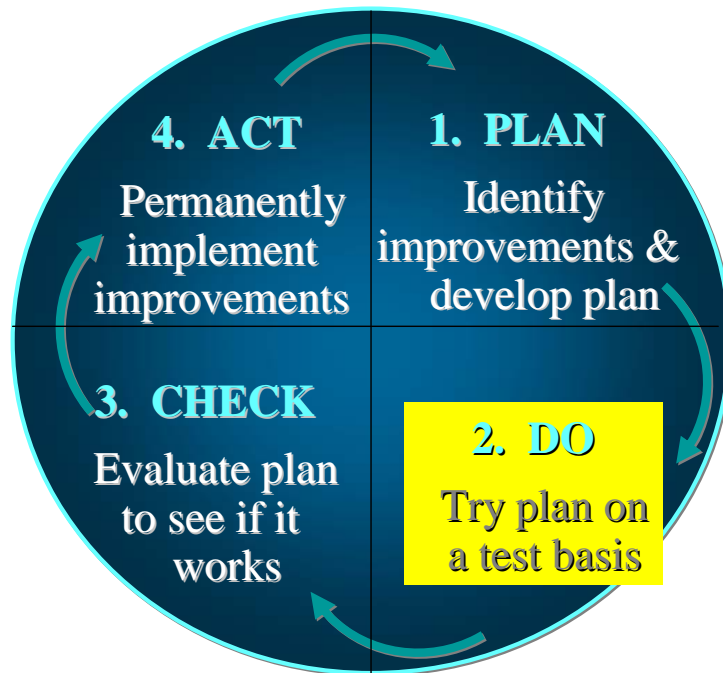 1. PLAN
Identify
improvements &
develop plan
2. DO
Try plan on
a test basis
3. CHECK
Evaluate plan
to see if it
works
4. ACT
Permanently
implement
improvements